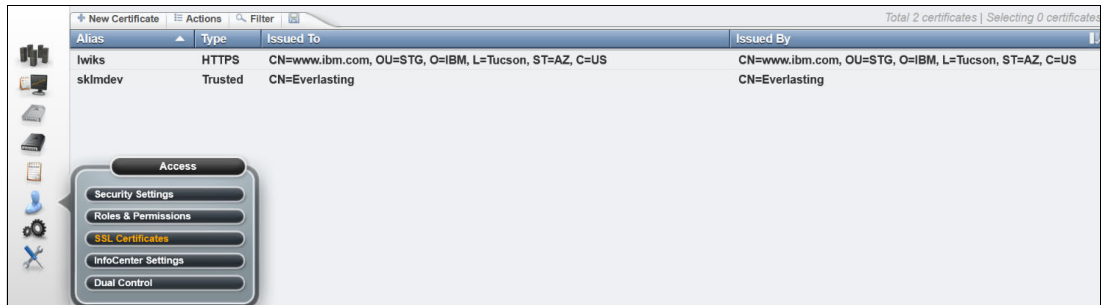 New Certificate Actions Filter Total 2 certificates | Selecting 0 certificates
Alias Type Issued To Issued By
lwiks HTTPS CN=www.ibm.com, OU=STG, O=IBM, L=Tucson, ST=AZ, C=US CN=www.ibm.com, OU=STG, O=IBM, L=Tucson, ST=AZ, C=US
sklmdev Trusted CN=Everlasting CN=Everlasting
Access
Security Settings
Roles & Permissions
SSL Certificates
InfoCenter Settings
Dual Control